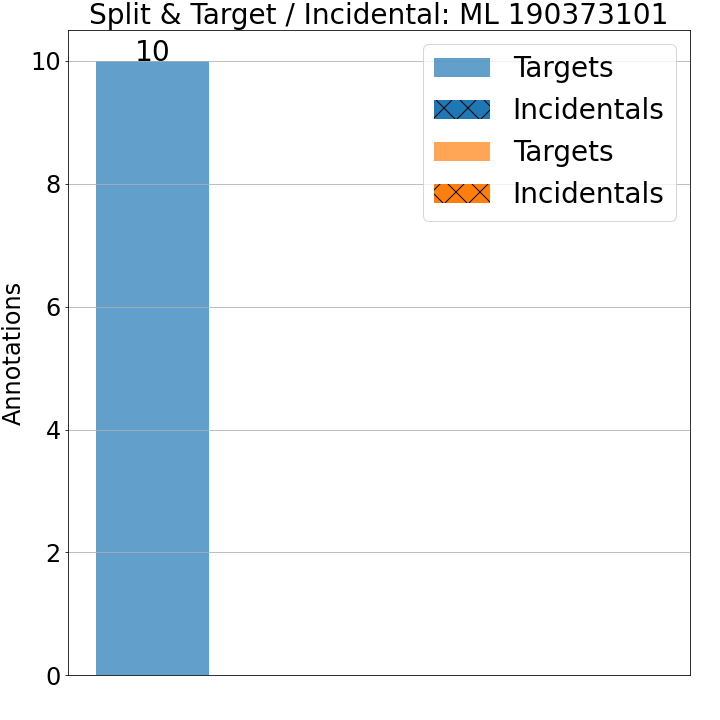 Split & Target / Incidental: ML 190373101
10
Targets
Incidentals
Targets
Incidentals
Annotations
10
8
6
4
2
0